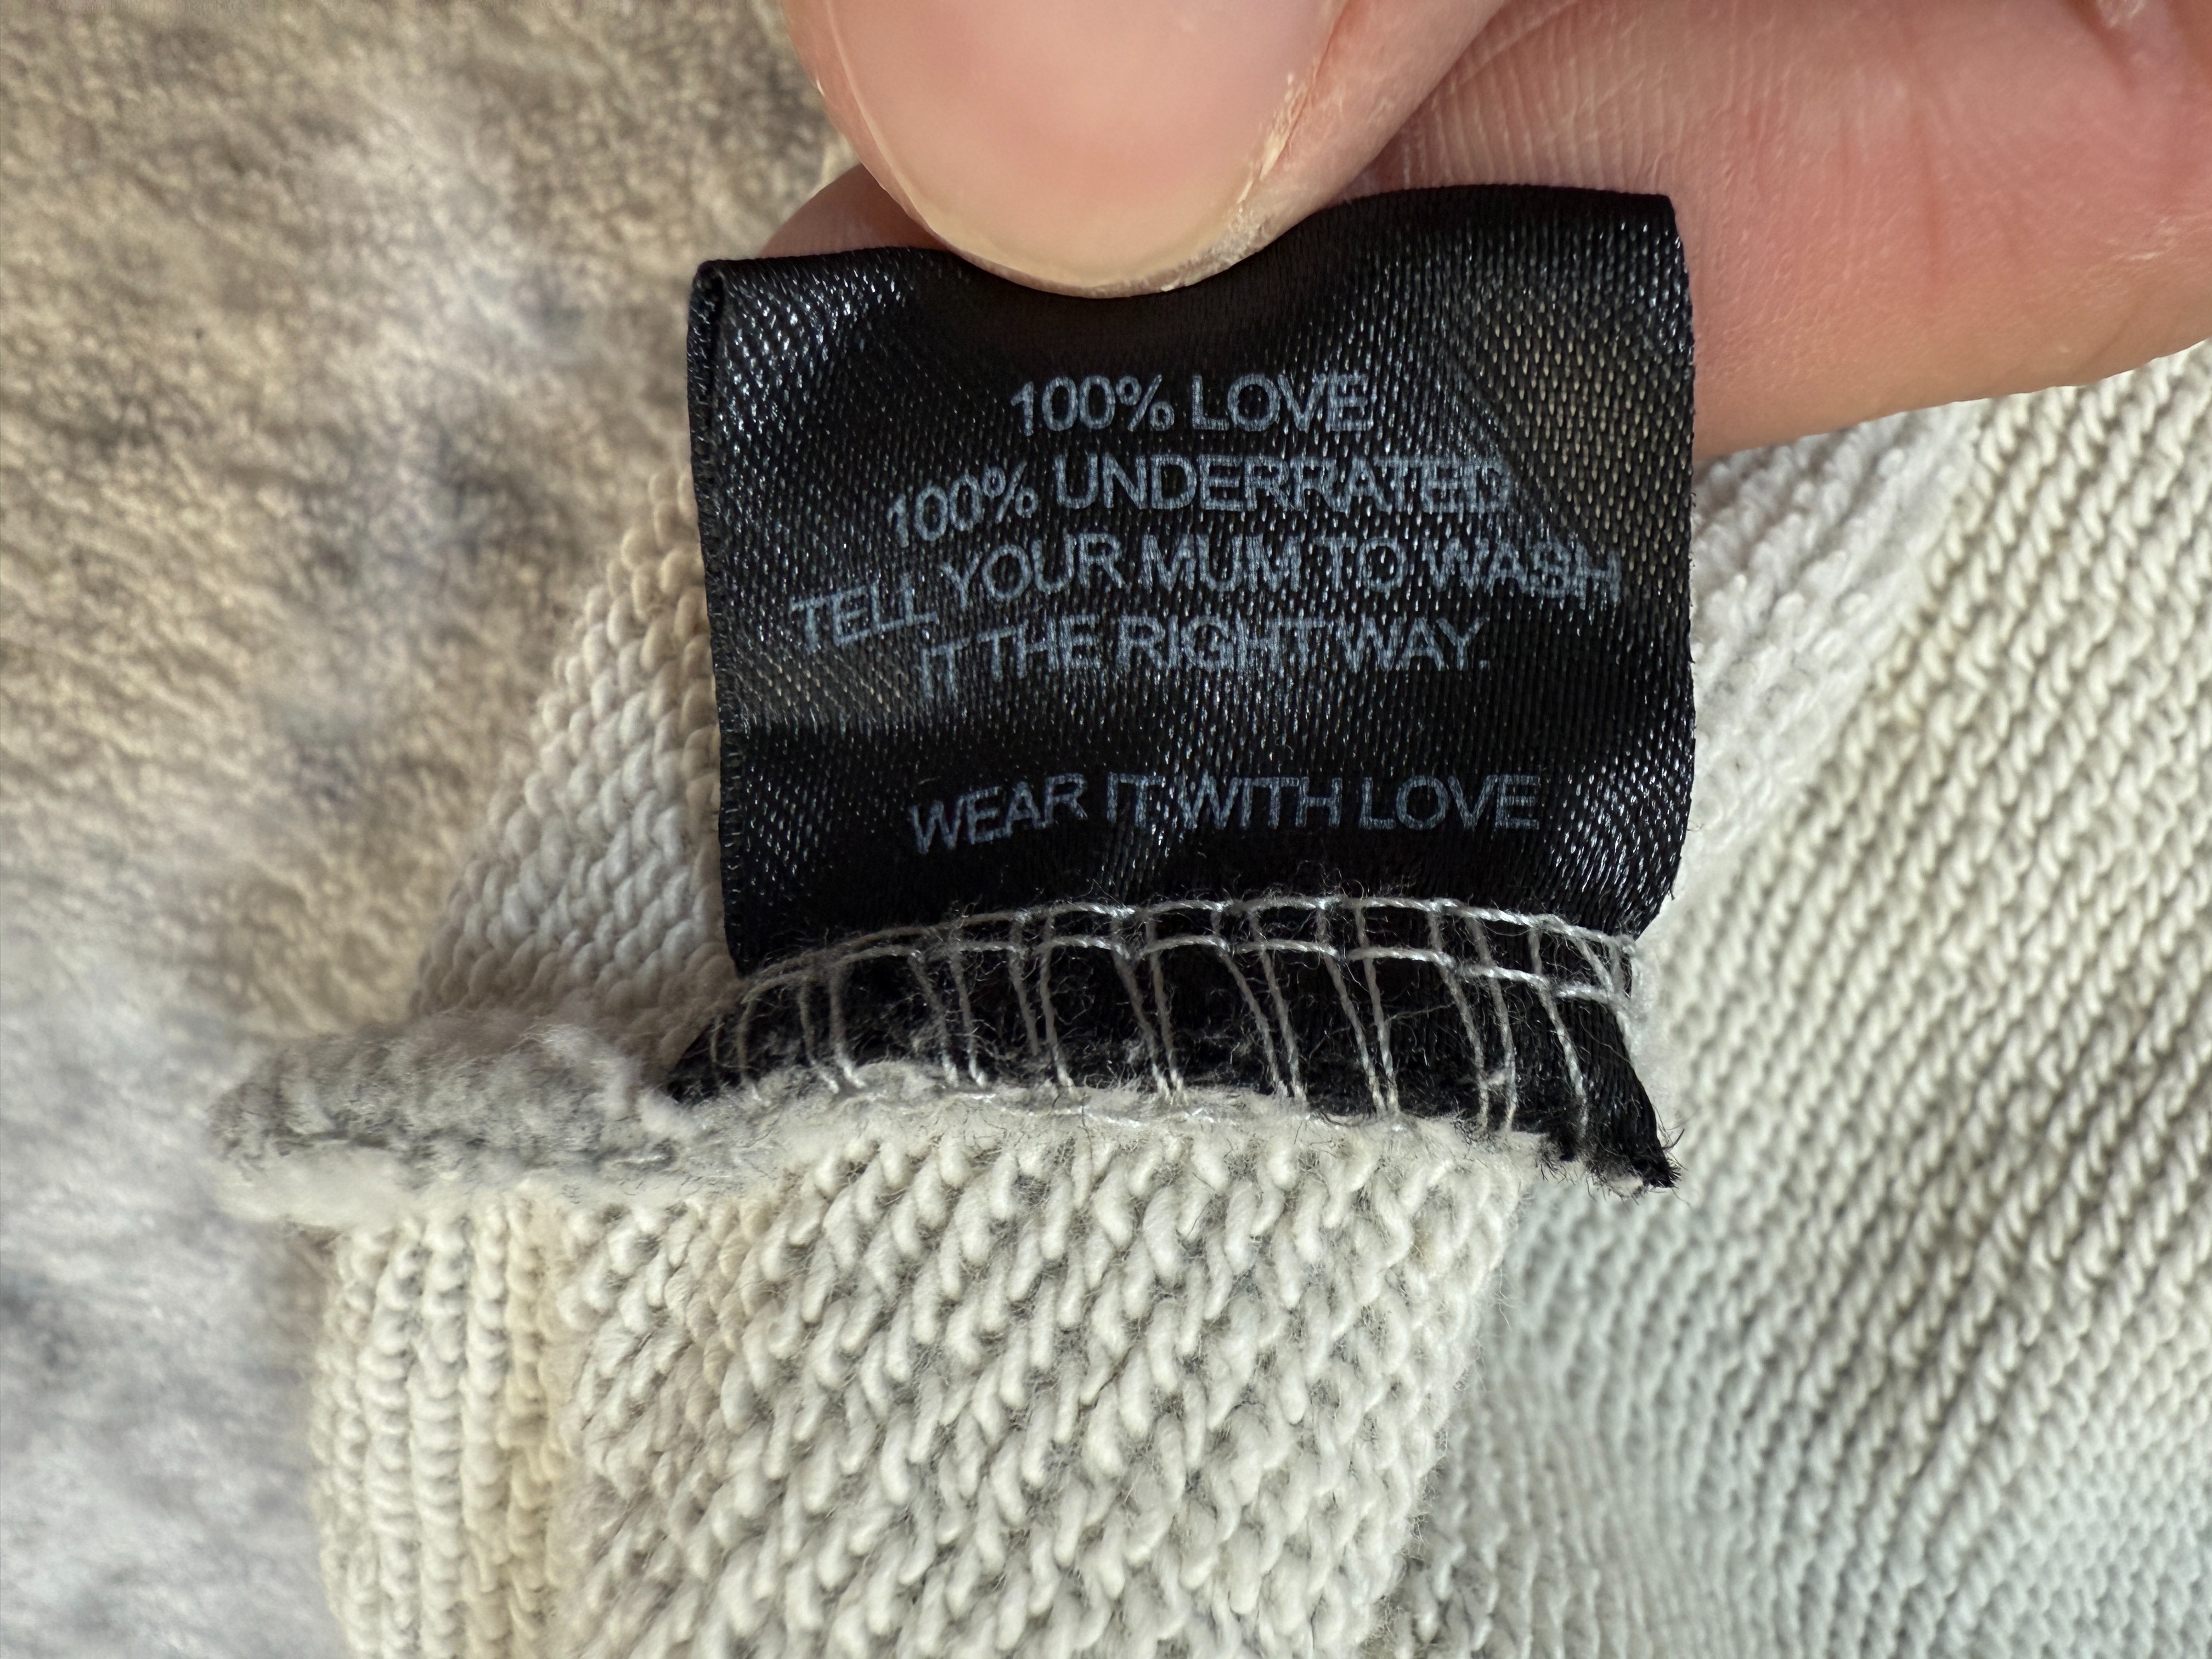 100% LOVE
100% UNDERRATED
TELL YOUR MUM TO WASH
IT THE RIGHT WAY.
WEAR IT WITH LOVE